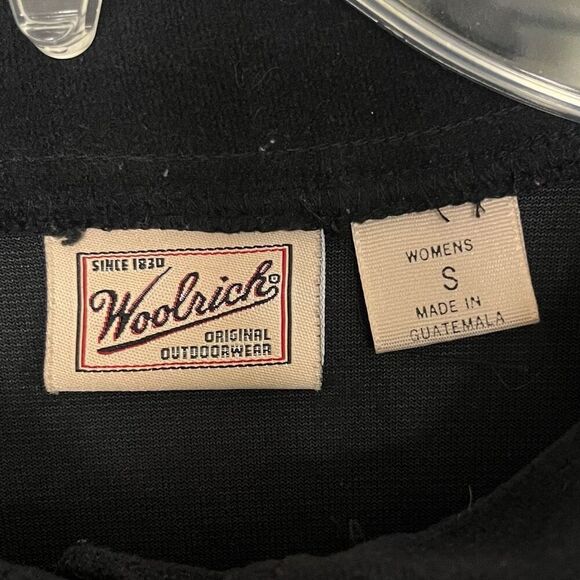 SINCE 1830
Woolrich
ORIGINAL
OUTDOORWEAR
WOMENS
S
MADE IN
GUATEMALA